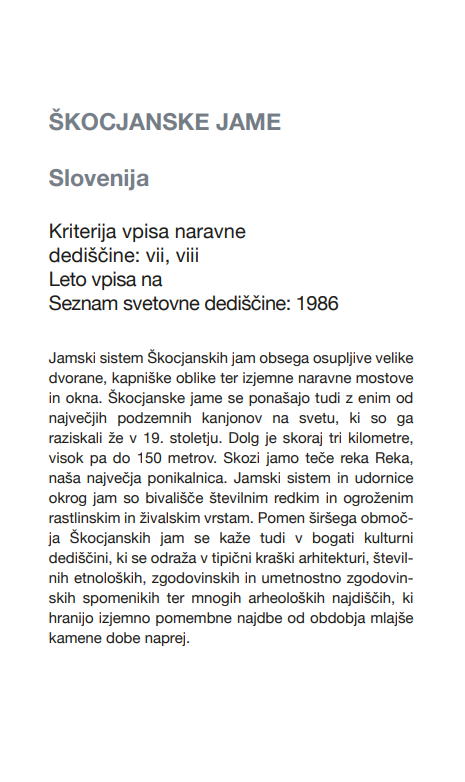 ŠKOCJANSKE JAME
Slovenija
Kriterija vpisa naravne
dediščine: vii, viii
Leto vpisa na
Seznam svetovne dediščine: 1986
Jamski sistem Škocjanskih jam obsega osupljive velike
dvorane, kapniške oblike ter izjemne naravne mostove
in okna. Škocjanske jame se ponašajo tudi z enim od
največjih podzemnih kanjonov na svetu, ki so ga
raziskali že v 19. stoletju. Dolg je skoraj tri kilometre,
visok pa do 150 metrov. Skozi jamo teče reka Reka,
naša največja ponikalnica. Jamski sistem in udornice
okrog jam so bivališče številnim redkim in ogroženim
rastlinskim in živalskim vrstam. Pomen širšega območ-
ja Škocjanskih jam se kaže tudi v bogati kulturni
dediščini, ki se odraža v tipični kraški arhitekturi, števil-
nih etnoloških, zgodovinskih in umetnostno zgodovin-
skih spomenikih ter mnogih arheoloških najdiščih, ki
hranijo izjemno pomembne najdbe od obdobja mlajše
kamene dobe naprej.